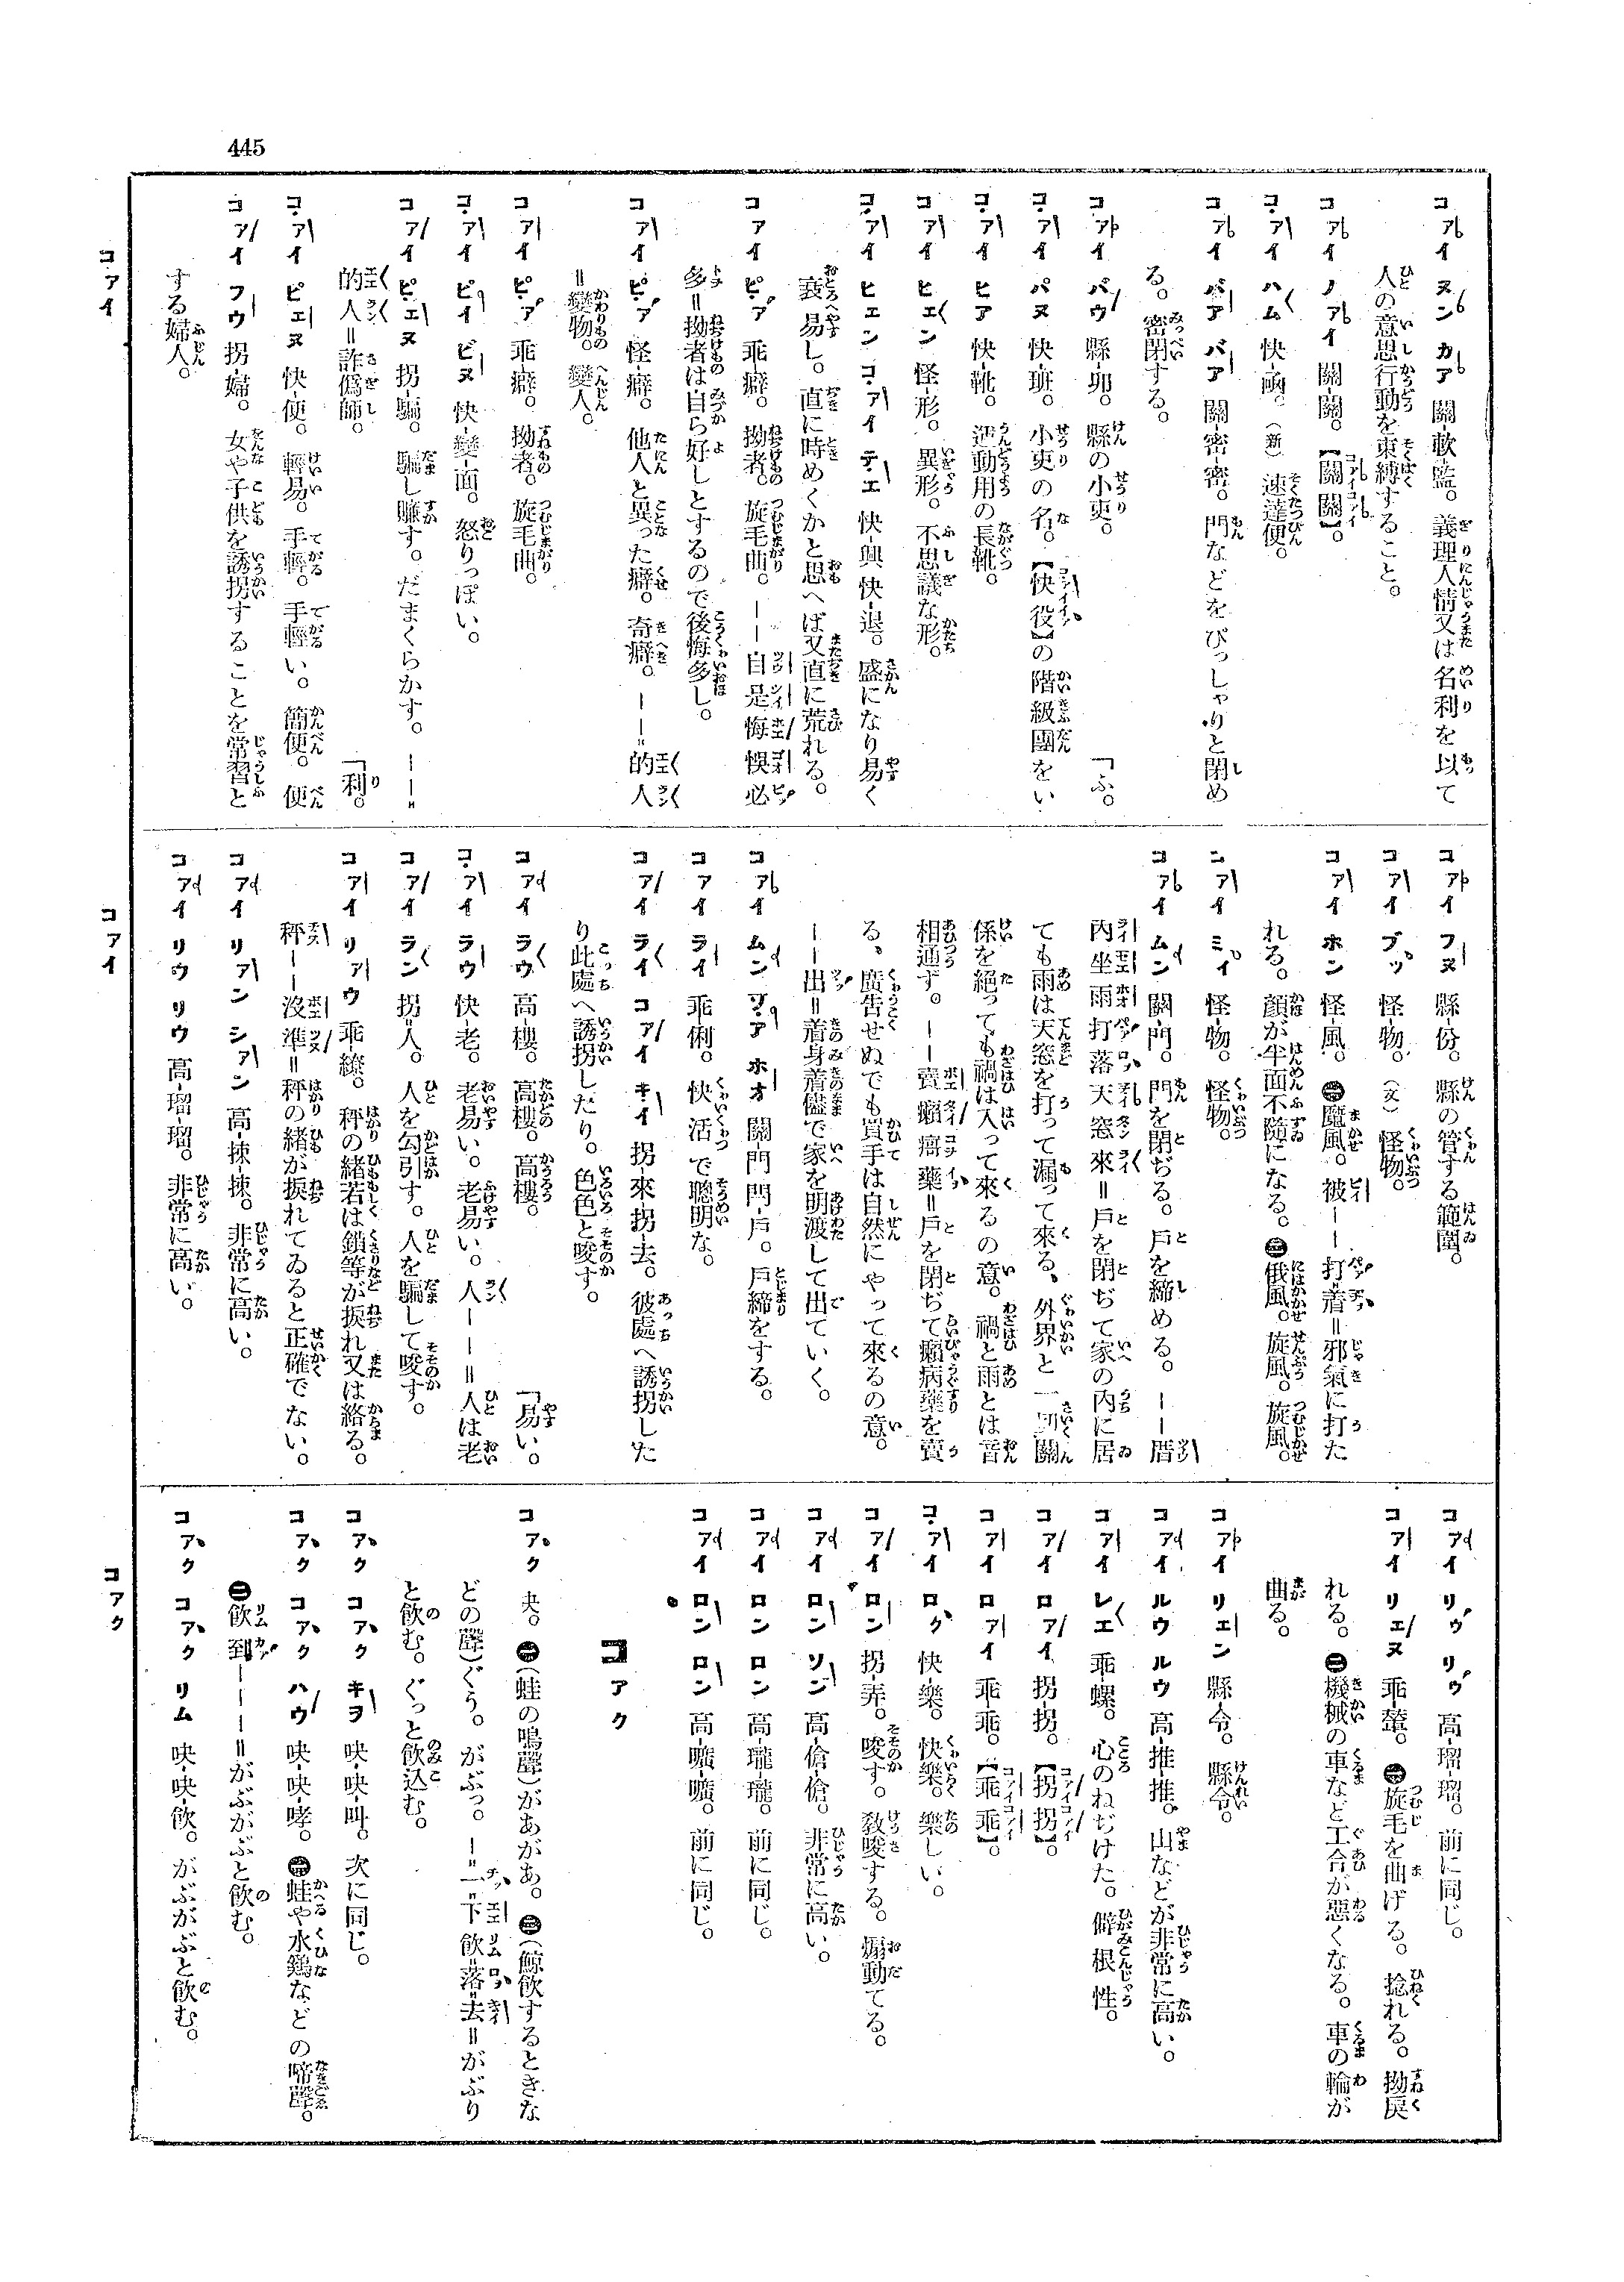 445
コアイ ヌン カア 關-軟-監。義理人情又は名利を以て
人の意思行動を束縛すること。
コアイ ノアイ 關-關。【關關】。
コアイ ハム 快-凾。（新）速達便。
コアイ バア バア 關-密-密。門などをぴっしゃりと閉め
る。密閉する。
コアイ バウ 縣-卯。縣の小吏。 「ふ。
コアイ パヌ 快-班。小吏の名。【快役】の階級團をい
コアイ ヒア 快-靴。運動用の長靴。
コアイ ヒエン 怪-形。異形。不思議な形。
コアイ ヒエン コアイ テエ 快-興 快-退。盛になり易く
衰易し。直に時めくかと思へば又直に荒れる。
コアイ ピア 乖-癖。拗者。旋毛曲。――自是悔悞必
多＝拗者は自ら好しとするので後悔多し。
コアイ ピア 怪-癖。他人と異った癖。奇癖。――的人
＝變物。變人。
コアイ ピア 乖-癖。拗者。旋毛曲。
コアイ ピイ ビヌ 快-變-面。怒りっぽい。
コアイ ピエヌ 拐-騙。騙し賺す。だまくらかす。――
的人＝詐僞師。 「利。
コアイ ピエヌ 快-便。輕易。手輕。手輕い。簡便。便
コアイ フウ 拐-婦。女や子供を誘拐することを常習と
する婦人。
コアイ
コアイ フヌ 縣-份。縣の管する範圍。
コアイ ブッ 怪-物。（文）怪物。
コアイ ホン 怪-風。㊀魔風。被――打着＝邪氣に打た
れる。顔が半面不隨になる。㊁俄風。旋風。旋風。
コアイ ミイ 怪-物。怪物。
コアイ ムン 關-門。門を閉ぢる。戶を締める。――厝
內坐雨打落天窓來＝戶を閉ぢて家の內に居
ても雨は天窓を打って漏って來る、外界と一切關
係を絕っても禍は入って來るの意。禍と雨とは音
相通ず。――賣癩㾂藥＝戶を閉ぢて癩病藥を賣
る、廣告せぬでも買手は自然にやって來るの意。
――出＝着身着儘で家を明渡して出ていく。
コアイ ムン ホオ 關-門-門-戶。戶締をする。
コアイ ライ 乖-俐。快活で聰明な。
コアイ ライ コアイ キイ 拐-來 拐-去。彼處へ誘拐した
り此處へ誘拐したり。色色と唆す。
コアイ ラウ 高-樓。高樓。高樓。 「易い。
コアイ ラウ 快-老。老易い。老易い。人――＝人は老
コアイ ラン 拐-人。人を勾引す。人を騙して唆す。
コアイ リアウ 乖-繚。秤の緒若は鎖等が捩れ又は絡る。
秤――沒準＝秤の緒が捩れてゐると正確でない。
コアイ リアン シアン 高-揀-揀。非常に高い。
コアイ リウ リウ 高-瑠-瑠。非常に高い。
コアイ
コアイ リウ リウ 高-瑠-瑠。前に同じ。
コアイ リエヌ 乖-輦。㊀旋毛を曲げる。捻れる。拗戾
れる。㊁機械の車など工合が惡くなる。車の輪が
曲る。
コアイ リエン 縣-令。縣令。
コアイ ルウ ルウ 高-推-推。山などが非常に高い。
コアイ レエ 乖-螺。心のねぢけた。僻根性。
コアイ ロアイ 拐-拐。【拐拐】。
コアイ ロアイ 乖-乖。【乖乖】。
コアイ ロク 快-樂。快樂。樂しい。
コアイ ロン 拐-弄。唆す。敎唆する。煽動てる。
コアイ ロン ソン 高-傖-傖。非常に高い。
コアイ ロン ロン 高-瓏-瓏。前に同じ。
コアイ ロン ロン 高-曠-曠。前に同じ。
コアク
コアク 㕦。㊀（蛙の鳴聲）があがあ。㊁（鯨飮するときな
どの聲）ぐう。がぶっ。―＝一下飮落去＝がぶり
と飮む。ぐっと飮込む。
コアク コアク キヲ 㕦-㕦-叫。次に同じ。
コアク コアク ハウ 㕦-㕦-哮。㊀蛙や水鷄などの啼聲。
㊁飮到――＝がぶがぶと飮む。
コアク コアク リム 㕦-㕦-飮。がぶがぶと飮む。
コアク